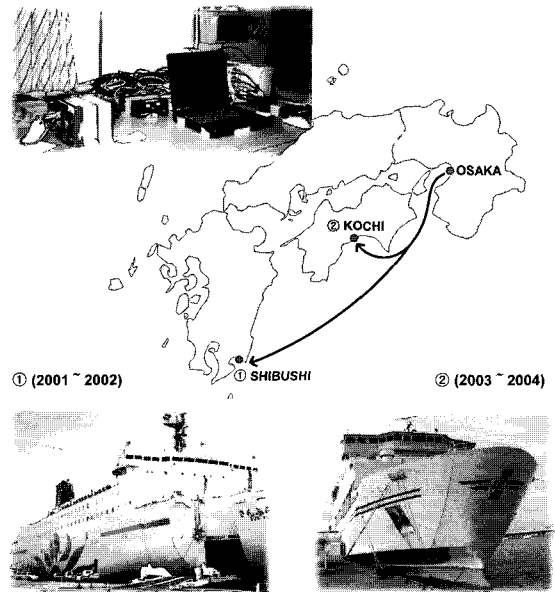 OSAKA
② KOCHI
① SHIBUSHI
① (2001 ~ 2002)
② (2003 ~ 2004)